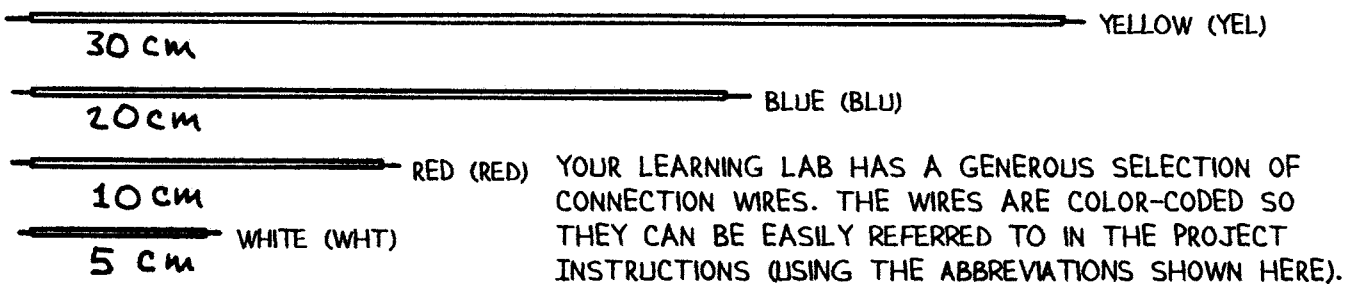 YELLOW (YEL)
30 cm
BLUE (BLU)
20 cm
RED (RED)
10 cm
WHITE (WHT)
5 cm
YOUR LEARNING LAB HAS A GENEROUS SELECTION OF
CONNECTION WIRES. THE WIRES ARE COLOR-CODED SO
THEY CAN BE EASILY REFERRED TO IN THE PROJECT
INSTRUCTIONS (USING THE ABBREVIATIONS SHOWN HERE).